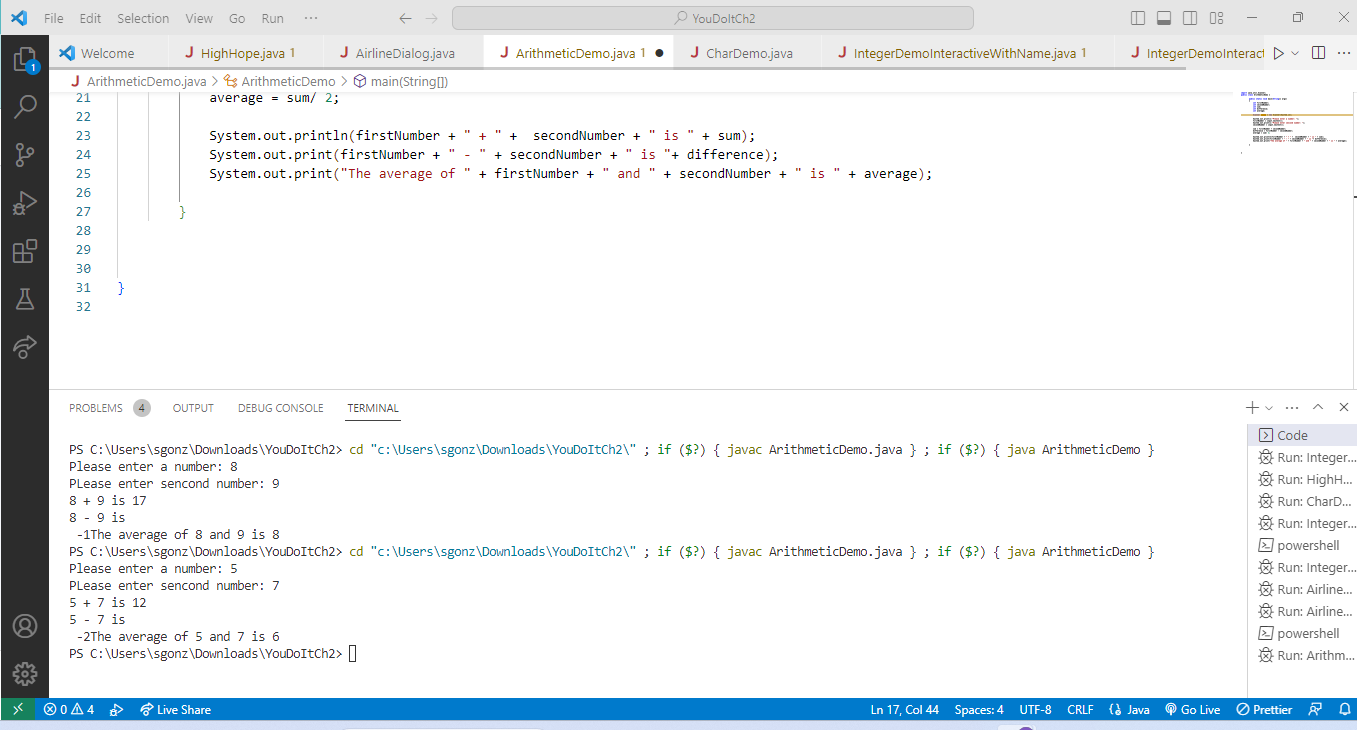 File Edit Selection View Go Run ··· YouDoItCh2
Welcome HighHope.java 1 AirlineDialog.java ArithmeticDemo.java 1 CharDemo.java IntegerDemoInteractiveWithName.java 1 IntegerDemoInteract
ArithmeticDemo.java > ArithmeticDemo > main(String[])
21 average = sum/ 2;
22
23 System.out.println(firstNumber + " + " +  secondNumber + " is " + sum);
24 System.out.print(firstNumber + " - " + secondNumber + " is "+ difference);
25 System.out.print("The average of " + firstNumber + " and " + secondNumber + " is " + average);
26
27 }
28
29
30
31 }
32
PROBLEMS 4 OUTPUT DEBUG CONSOLE TERMINAL
PS C:\Users\sgonz\Downloads\YouDoItCh2> cd "c:\Users\sgonz\Downloads\YouDoItCh2\" ; if ($?) { javac ArithmeticDemo.java } ; if ($?) { java ArithmeticDemo }
Please enter a number: 8
PLease enter sencond number: 9
8 + 9 is 17
8 - 9 is
-1The average of 8 and 9 is 8
PS C:\Users\sgonz\Downloads\YouDoItCh2> cd "c:\Users\sgonz\Downloads\YouDoItCh2\" ; if ($?) { javac ArithmeticDemo.java } ; if ($?) { java ArithmeticDemo }
Please enter a number: 5
PLease enter sencond number: 7
5 + 7 is 12
5 - 7 is
-2The average of 5 and 7 is 6
PS C:\Users\sgonz\Downloads\YouDoItCh2>
Code
Run: Integer...
Run: HighH...
Run: CharD...
Run: Integer...
powershell
Run: Integer...
Run: Airline...
Run: Airline...
powershell
Run: Arithm...
1
0 4 Live Share Ln 17, Col 44 Spaces: 4 UTF-8 CRLF {} Java Go Live Prettier